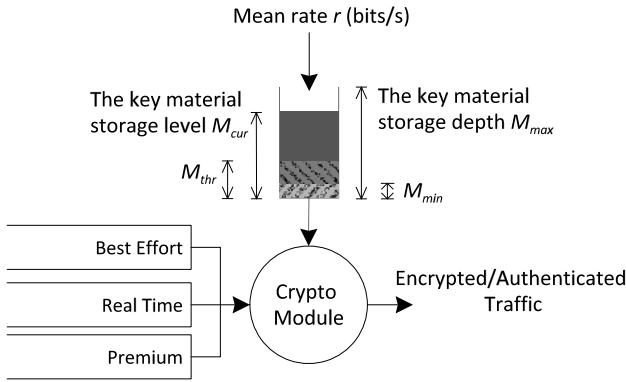 Mean rate r (bits/s)
The key material
storage level Mcur
The key material
storage depth Mmax
Mthr
Mmin
Best Effort
Real Time
Premium
Crypto
Module
Encrypted/Authenticated
Traffic